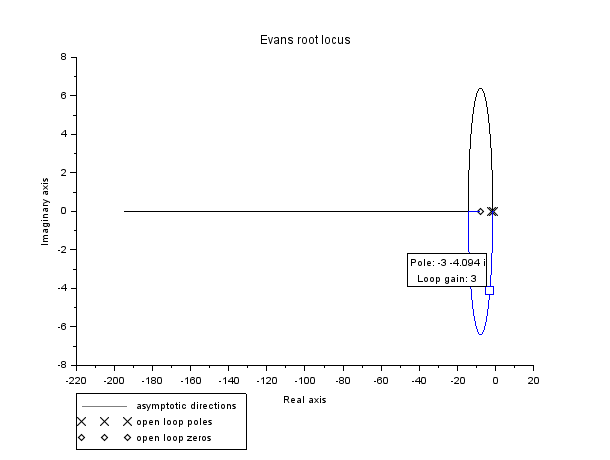 Evans root locus
8
6
4
2
0
-2
-4
-6
-8
Imaginary axis
Pole: -3 -4.094 i
Loop gain: 3
-220 -200 -180 -160 -140 -120 -100 -80 -60 -40 -20 0 20
Real axis
asymptotic directions
open loop poles
open loop zeros